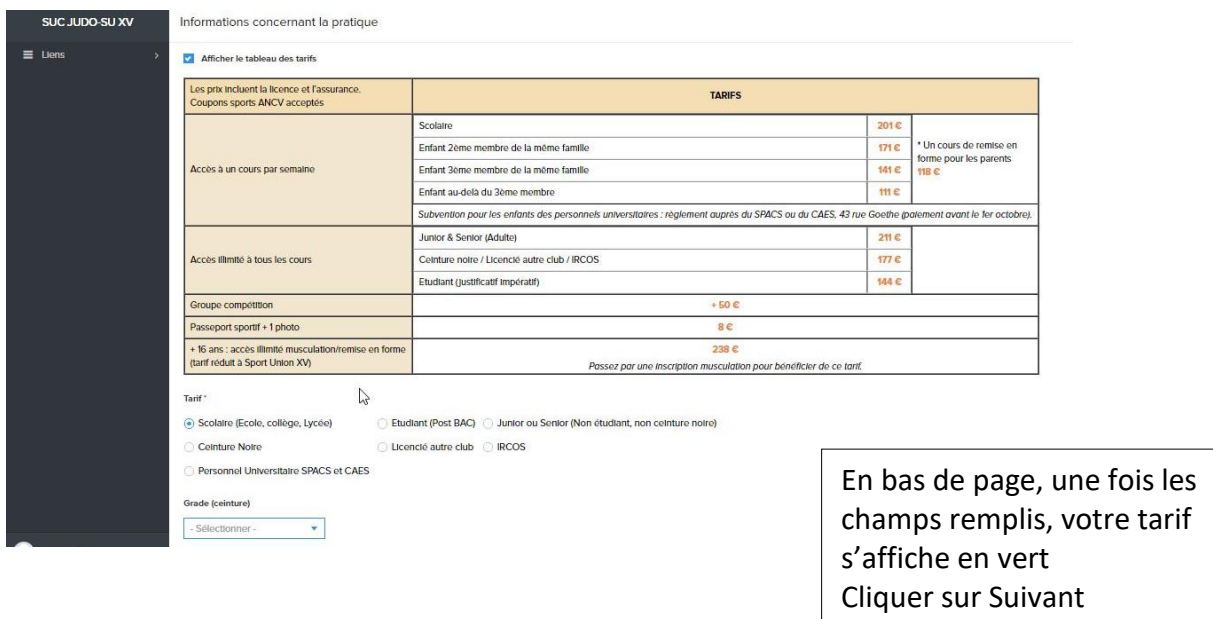 SUC JUDO-SU XV
Informations concernant la pratique
Liens
Afficher le tableau des tarifs
Les prix incluent la licence et l'assurance.
Coupons sports ANCV acceptés
TARIFS
Accès à un cours par semaine
Scolaire 201 €
Enfant 2ème membre de la même famille 171 €
Enfant 3ème membre de la même famille 141 €
Enfant au-delà du 3ème membre 111 €
* Un cours de remise en
forme pour les parents
118 €
Subvention pour les enfants des personnels universitaires : règlement auprès du SPACS ou du CAES, 43 rue Goethe (paiement avant le 1er octobre).
Accès illimité à tous les cours
Junior & Senior (Adulte) 211 €
Ceinture noire / Licencié autre club / IRCOS 177 €
Etudiant (justificatif impératif) 144 €
Groupe compétition + 50 €
Passeport sportif + 1 photo 8 €
+ 16 ans : accès illimité musculation/remise en forme
(tarif réduit à Sport Union XV)
238 €
Passez par une inscription musculation pour bénéficier de ce tarif.
Tarif *
Scolaire (Ecole, collège, Lycée) Etudiant (Post BAC) Junior ou Senior (Non étudiant, non ceinture noire)
Ceinture Noire Licencié autre club IRCOS
Personnel Universitaire SPACS et CAES
Grade (ceinture)
- Sélectionner -
En bas de page, une fois les
champs remplis, votre tarif
s’affiche en vert
Cliquer sur Suivant